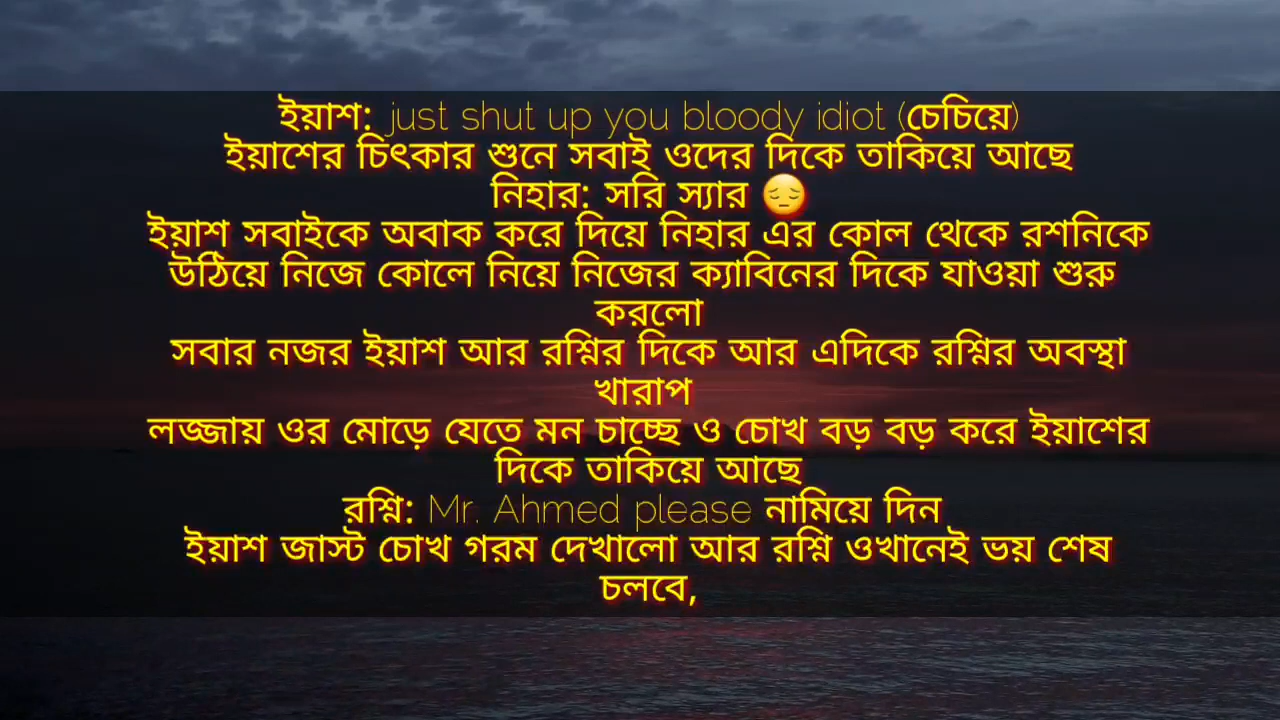 ইয়াশ: just shut up you bloody idiot (চেচিয়ে)
ইয়াশের চিৎকার শুনে সবাই ওদের দিকে তাকিয়ে আছে
নিহার: সরি স্যার 😔
ইয়াশ সবাইকে অবাক করে দিয়ে নিহার এর কোল থেকে রশনিকে
উঠিয়ে নিজে কোলে নিয়ে নিজের ক্যাবিনের দিকে যাওয়া শুরু
করলো
সবার নজর ইয়াশ আর রশ্নির দিকে আর এদিকে রশ্নির অবস্থা
খারাপ
লজ্জায় ওর মোড়ে যেতে মন চাচ্ছে ও চোখ বড় বড় করে ইয়াশের
দিকে তাকিয়ে আছে
রশ্নি: Mr. Ahmed please নামিয়ে দিন
ইয়াশ জাস্ট চোখ গরম দেখালো আর রশ্নি ওখানেই ভয় শেষ
চলবে,